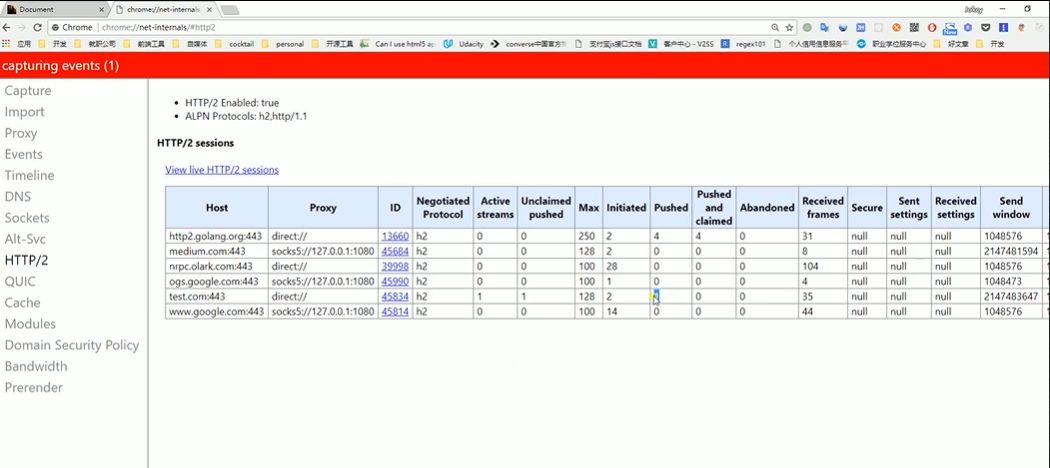 Document
chrome://net-internals/
Chrome chrome://net-internals/#http2
应用 开发 就职公司 前端工具 自媒体 cocktail personal 开源工具 Can I use html5 ap Udacity converse中国官方 支付宝js接口文档 客户中心 - V2SS regex101 个人信用信息服务平 职业学位服务中心 好文章 开发
New
capturing events (1)
Capture
Import
Proxy
Events
Timeline
DNS
Sockets
Alt-Svc
HTTP/2
QUIC
Cache
Modules
Domain Security Policy
Bandwidth
Prerender
HTTP/2 Enabled: true
ALPN Protocols: h2,http/1.1
HTTP/2 sessions
View live HTTP/2 sessions
Host Proxy ID Negotiated Protocol Active streams Unclaimed pushed Max Initiated Pushed Pushed and claimed Abandoned Received frames Secure Sent settings Received settings Send window
http2.golang.org:443 direct:// 13660 h2 0 0 250 2 4 4 0 31 null null null 1048576
medium.com:443 socks5://127.0.0.1:1080 45684 h2 0 0 128 2 0 0 0 8 null null null 2147481594
nrpc.olark.com:443 direct:// 39998 h2 0 0 100 28 0 0 0 104 null null null 1048576
ogs.google.com:443 socks5://127.0.0.1:1080 45990 h2 0 0 100 1 0 0 0 4 null null null 1048473
test.com:443 direct:// 45834 h2 1 1 128 2 0 0 35 null null null 2147483647
www.google.com:443 socks5://127.0.0.1:1080 45814 h2 0 0 100 14 0 0 0 44 null null null 1048576